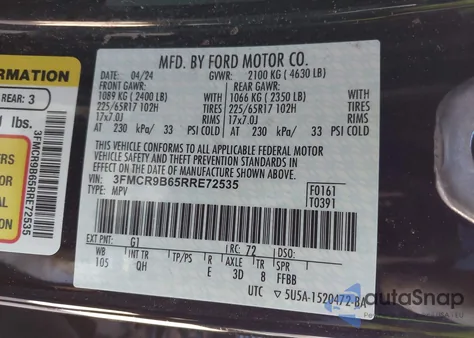 MFD. BY FORD MOTOR CO.
DATE: 04/24 GVWR: 2100 KG (4630 LB)
FRONT GAWR: REAR GAWR:
1089 KG (2400 LB) 1066 KG (2350 LB)
225/65R17 102H TIRES 225/65R17 102H
17x7.0J RIMS 17x7.0J RIMS
AT 230 kPa/ 33 PSI COLD AT 230 kPa/ 33 PSI COLD
THIS VEHICLE CONFORMS TO ALL APPLICABLE FEDERAL MOTOR
VEHICLE SAFETY AND THEFT PREVENTION STANDARDS IN EFFECT ON THE
DATE OF MANUFACTURE SHOWN ABOVE.
VIN: 3FMCR9B65RRE72535
TYPE: MPV
F0161
T0391
EXT PNT: G1 RC: 72 DSO:
WB INT TR TP/PS R AXLE TR SPR
105 QH E 3D 8 FFBB
UTC ▽5U5A-1520472-BA
FORMATION
REAR: 3
lbs.
3FMCR9B65RRE72535
autoSnap